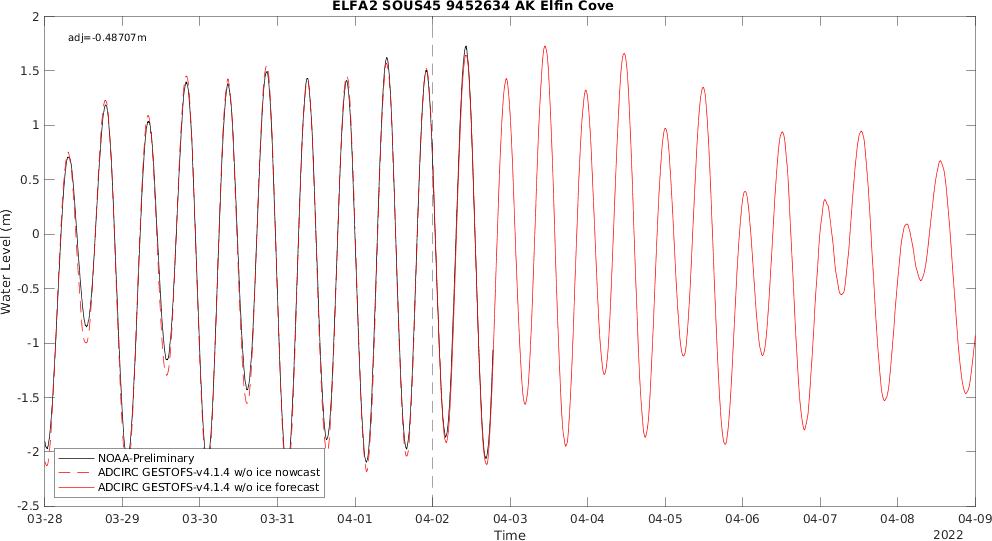 ELFA2 SOUS45 9452634 AK Elfin Cove
adj=-0.48707m
2
1.5
1
0.5
0
-0.5
-1
-1.5
-2
-2.5
Water Level (m)
NOAA-Preliminary
ADCIRC GESTOFS-v4.1.4 w/o ice nowcast
ADCIRC GESTOFS-v4.1.4 w/o ice forecast
03-28 03-29 03-30 03-31 04-01 04-02 04-03 04-04 04-05 04-06 04-07 04-08 04-09
Time
2022